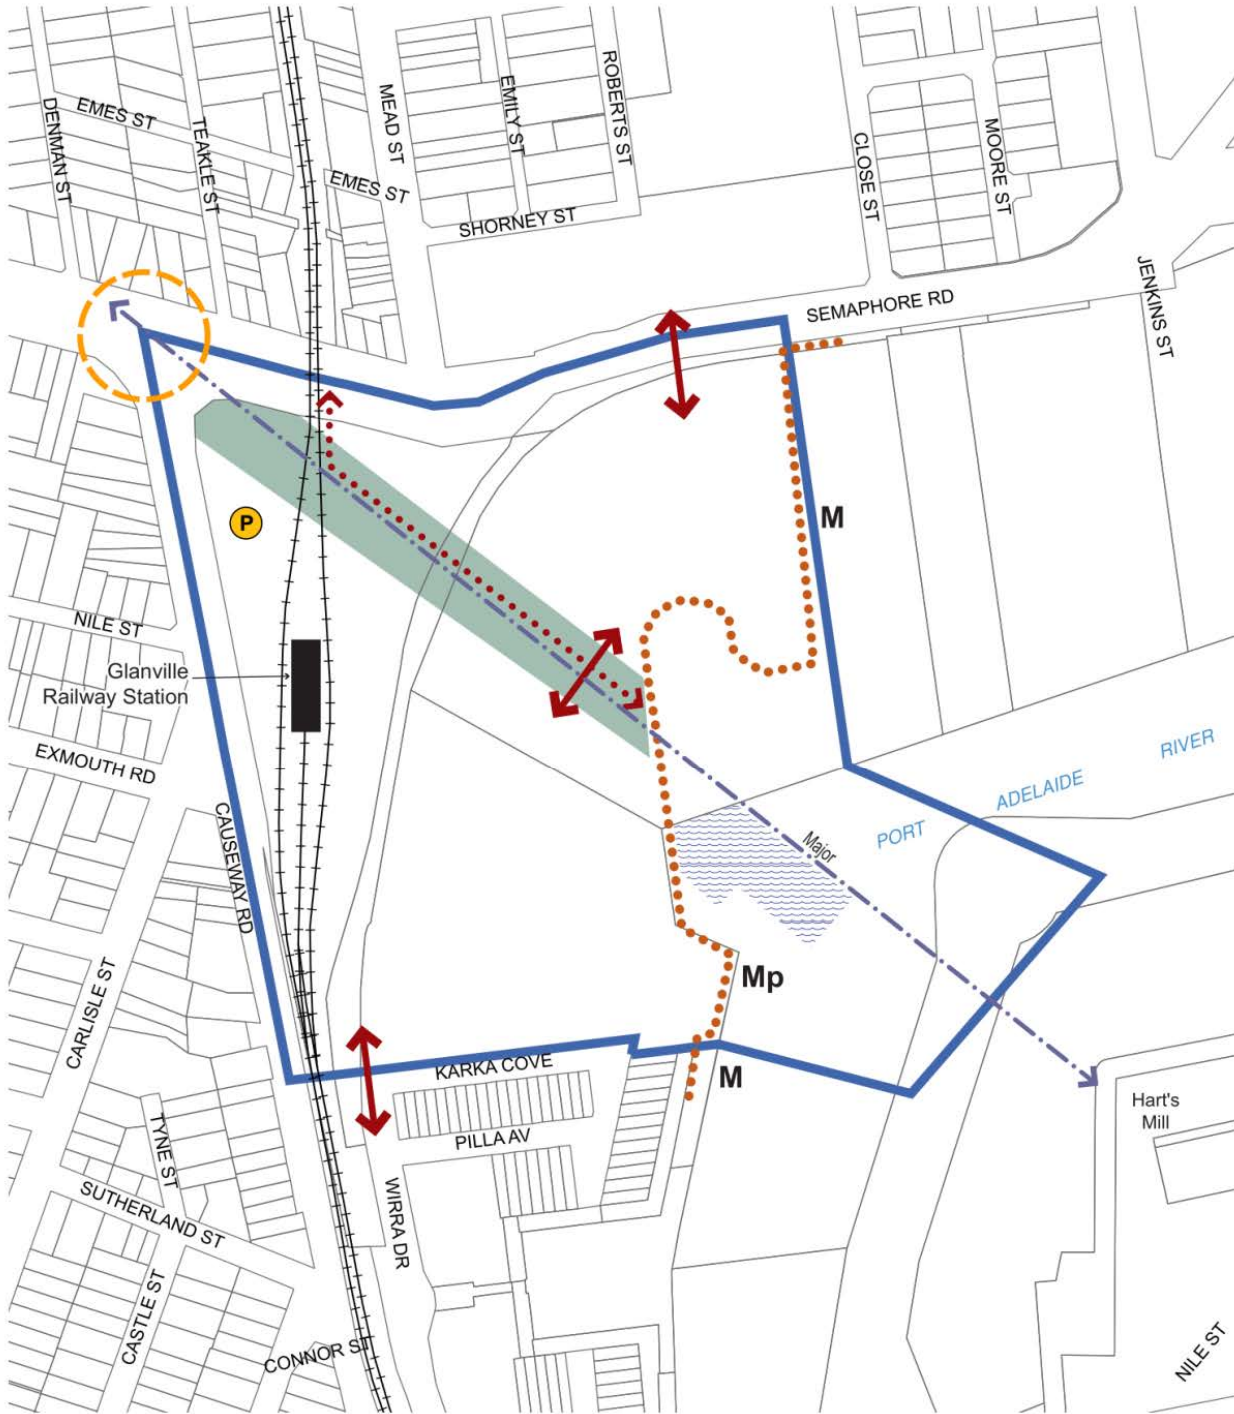 DENMAN ST
EMES ST
TEAKLE ST
MEAD ST
EMES ST
EMILY ST
ROBERTS ST
SHORNEY ST
CLOSE ST
MOORE ST
JENKINS ST
SEMAPHORE RD
P
M
NILE ST
Glanville
Railway Station
EXMOUTH RD
CAUSEWAY RD
CARLISLE ST
PORT
ADELAIDE
RIVER
Major
Mp
M
KARKA COVE
PILLA AV
Hart's
Mill
TYNE ST
SUTHERLAND ST
CASTLE ST
WIRRA DR
CONNOR ST
NILE ST